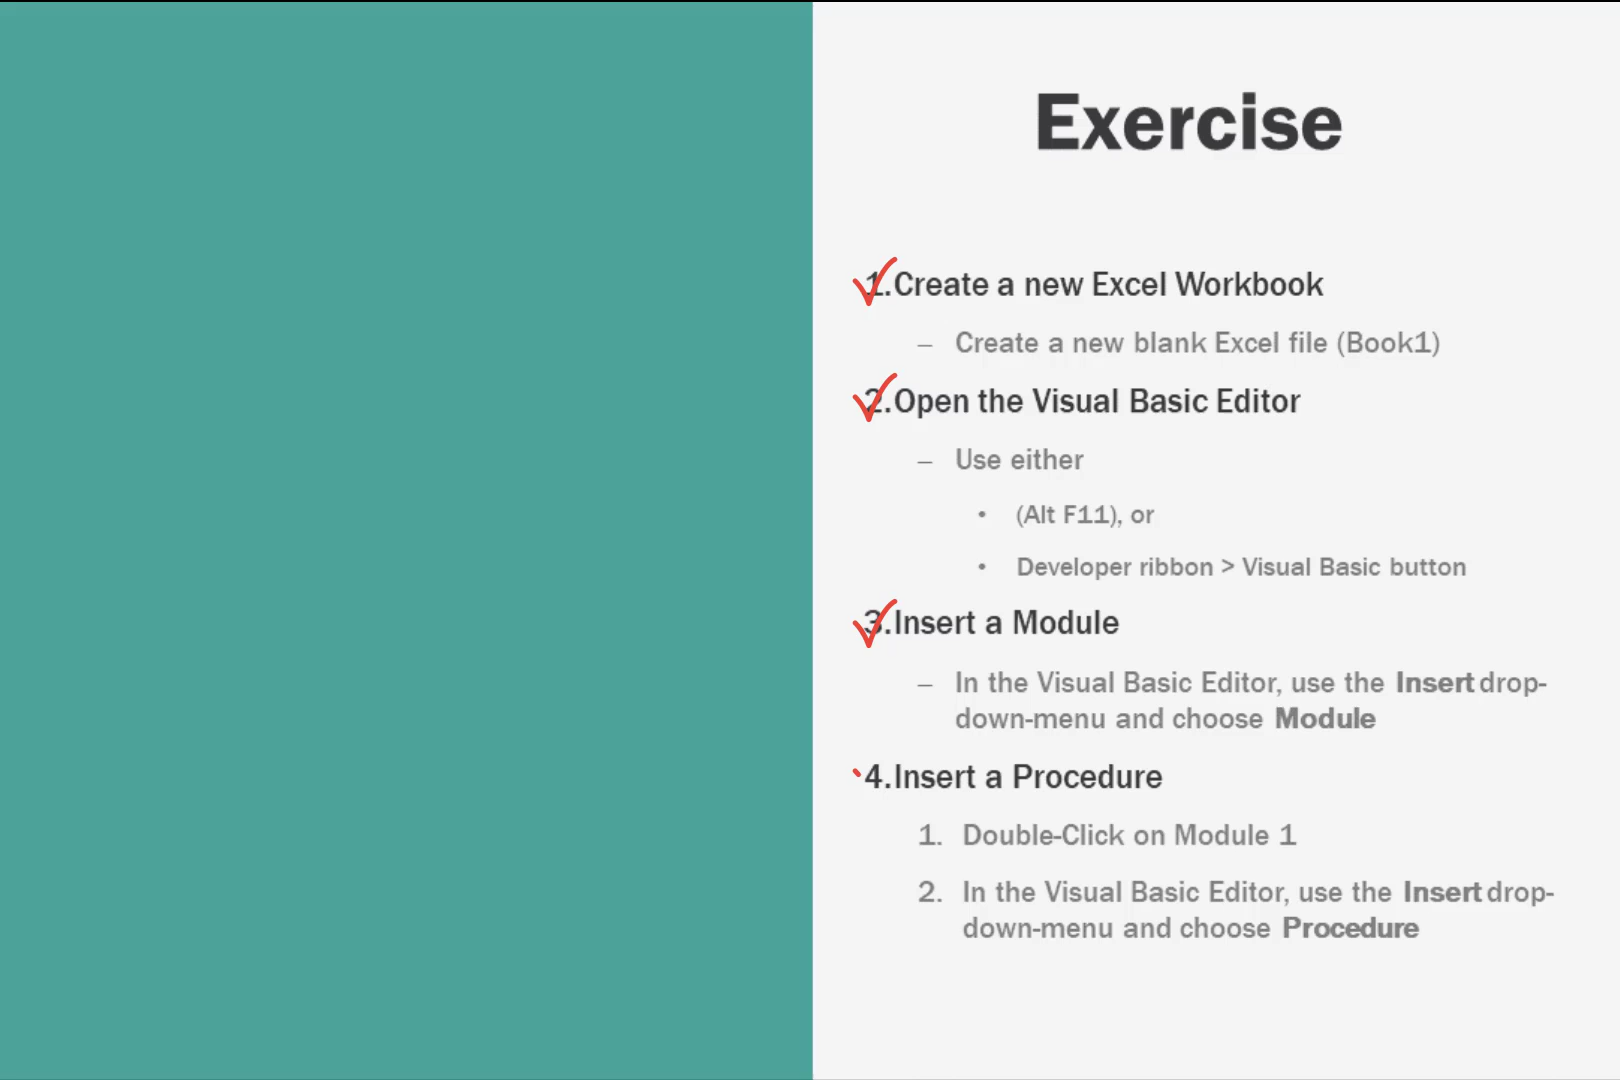 Exercise
1.Create a new Excel Workbook
– Create a new blank Excel file (Book1)
2.Open the Visual Basic Editor
– Use either
• (Alt F11), or
• Developer ribbon > Visual Basic button
3.Insert a Module
– In the Visual Basic Editor, use the Insert drop-
down-menu and choose Module
4.Insert a Procedure
1. Double-Click on Module 1
2. In the Visual Basic Editor, use the Insert drop-
down-menu and choose Procedure